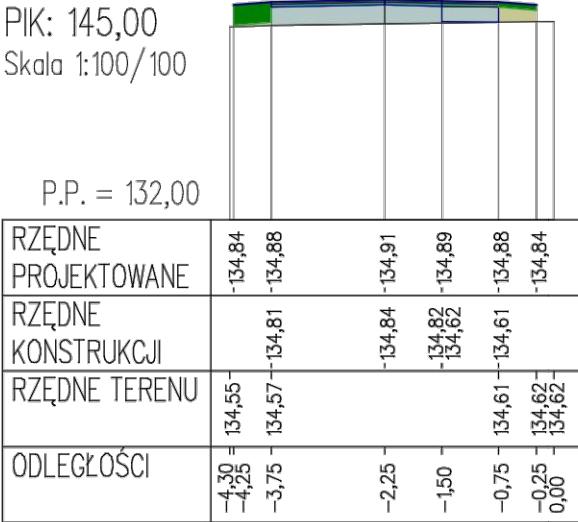 PIK: 145,00
Skala 1:100/100
P.P. = 132,00
RZĘDNE PROJEKTOWANE
134,84 134,88 134,91 134,89 134,88 134,84
RZĘDNE KONSTRUKCJI
134,81 134,84 134,82 134,62 134,61
RZĘDNE TERENU
134,55 134,57 134,61 134,62 134,62
ODLEGŁOŚCI
-4,30 -4,25 -3,75 -2,25 -1,50 -0,75 -0,25 0,00